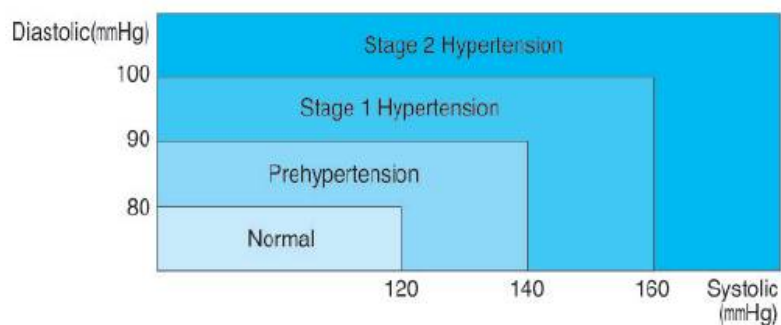 Diastolic(mmHg)
Stage 2 Hypertension
100
Stage 1 Hypertension
90
Prehypertension
80
Normal
120
140
160
Systolic
(mmHg)